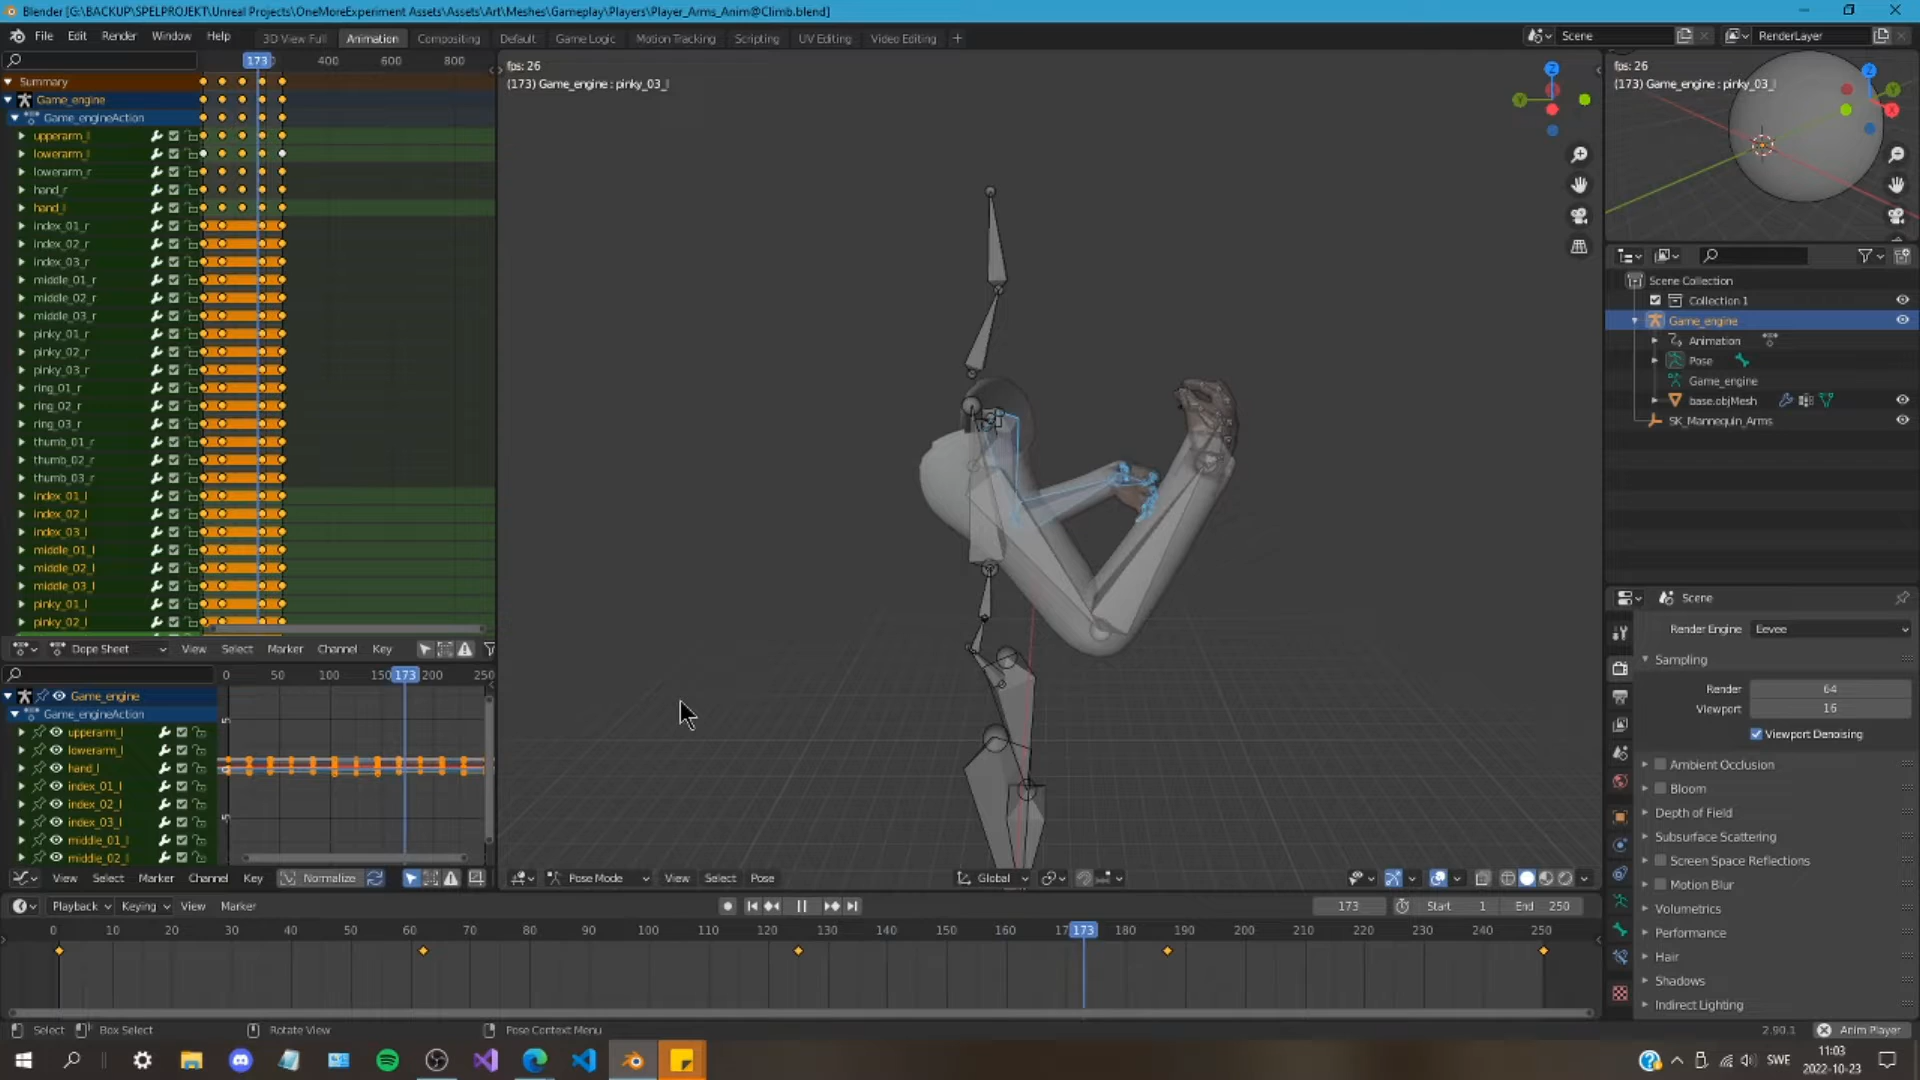 Blender [G:\BACKUP\SPELPROJEKT\Unreal Projects\OneMoreExperiment Assets\Assets\Art\Meshes\Gameplay\Players\Player_Arms_Anim@Climb.blend]
File Edit Render Window Help 3D View Full Animation Compositing Default Game Logic Motion Tracking Scripting UV Editing Video Editing + Scene RenderLayer
173 400 600 800
fps: 26
(173) Game_engine : pinky_03_l
fps: 26
(173) Game_engine : pinky_03_l
Summary
Game_engine
Game_engineAction
upperarm_l
lowerarm_l
lowerarm_r
hand_r
hand_l
index_01_r
index_02_r
index_03_r
middle_01_r
middle_02_r
middle_03_r
pinky_01_r
pinky_02_r
pinky_03_r
ring_01_r
ring_02_r
ring_03_r
thumb_01_r
thumb_02_r
thumb_03_r
index_01_l
index_02_l
index_03_l
middle_01_l
middle_02_l
middle_03_l
pinky_01_l
pinky_02_l
Dope Sheet View Select Marker Channel Key
0 50 100 150 173 200 250
Game_engine
Game_engineAction
upperarm_l
lowerarm_l
hand_l
index_01_l
index_02_l
index_03_l
middle_01_l
middle_02_l
View Select Marker Channel Key Normalize
Z
Pose Mode View Select Pose Global
Scene Collection
Collection 1
Game_engine
Animation
Pose
Game_engine
base.objMesh
SK_Mannequin_Arms
Scene
Render Engine Eevee
Sampling
Render 64
Viewport 16
Viewport Denoising
Ambient Occlusion
Bloom
Depth of Field
Subsurface Scattering
Screen Space Reflections
Motion Blur
Volumetrics
Performance
Hair
Shadows
Indirect Lighting
Playback Keying View Marker 173 Start 1 End 250
0 10 20 30 40 50 60 70 80 90 100 110 120 130 140 150 160 17 173 180 190 200 210 220 230 240 250
Select Box Select Rotate View Pose Context Menu 2.90.1 Anim Player
SWE
11:03
2022-10-23